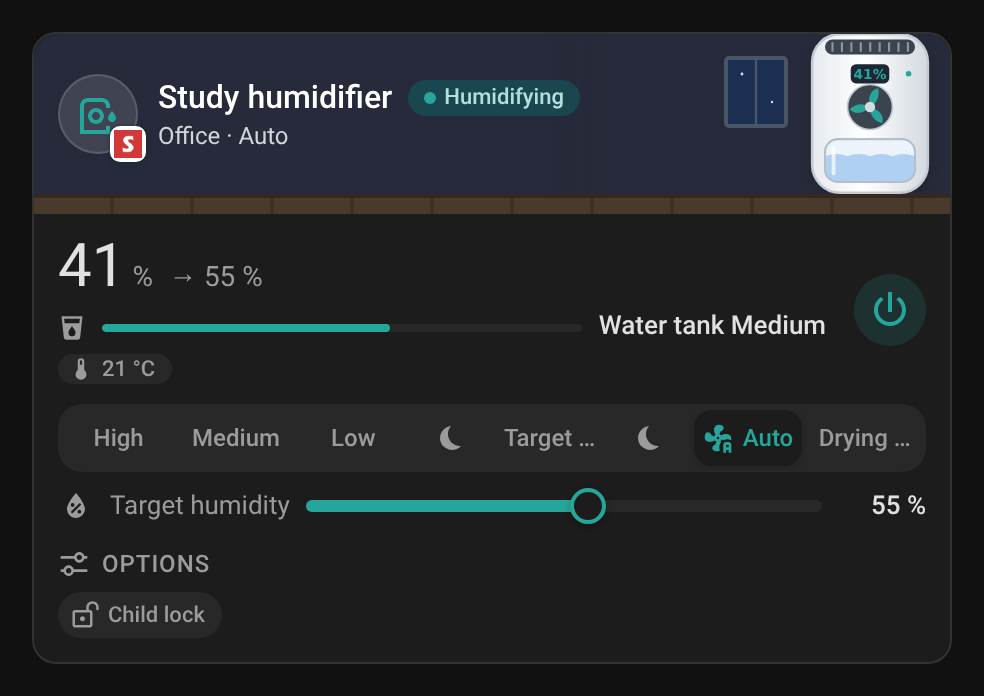 Study humidifier
Humidifying
Office · Auto
S
41%
41 % → 55 %
Water tank Medium
21 °C
High Medium Low Target ... A Auto Drying ...
Target humidity 55 %
OPTIONS
Child lock